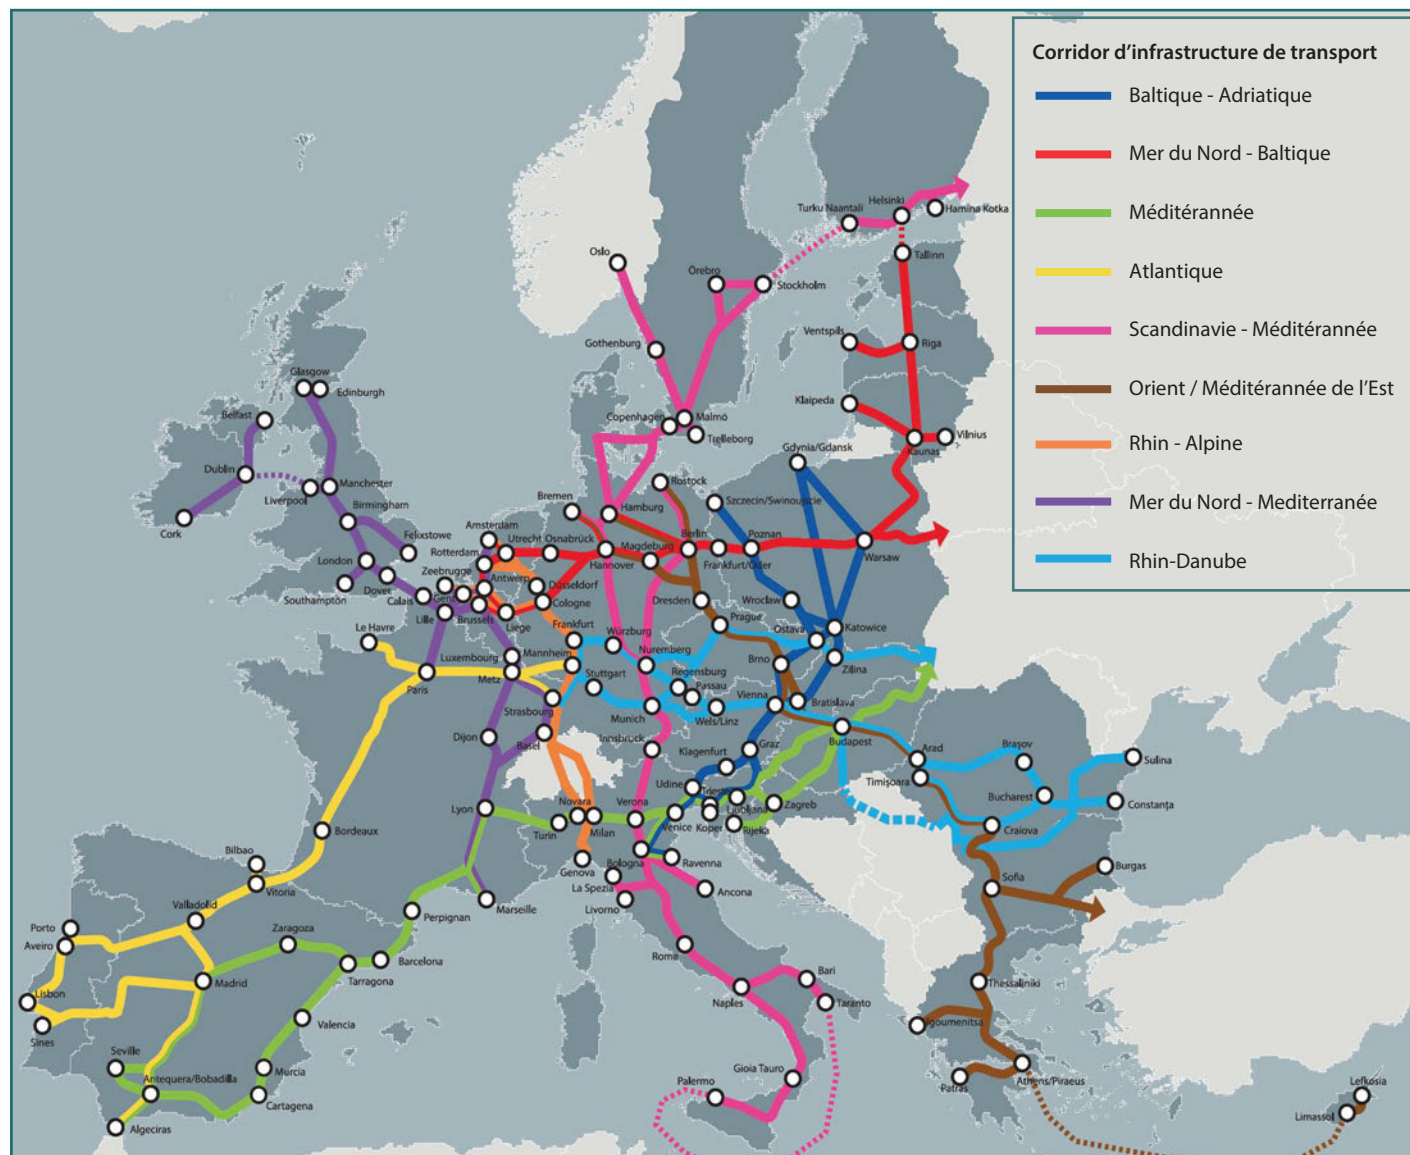 Corridor d'infrastructure de transport
Baltique - Adriatique
Mer du Nord - Baltique
Méditérannée
Atlantique
Scandinavie - Méditérannée
Orient / Méditérannée de l'Est
Rhin - Alpine
Mer du Nord - Mediterranée
Rhin-Danube
Helsinki
Turku Naantali
Hamina Kotka
Oslo
Tallinn
Örebro
Stockholm
Ventspils
Riga
Gothenburg
Glasgow
Edinburgh
Klaipeda
Belfast
Copenhagen
Malmö
Trelleborg
Vilnius
Kaunas
Gdynia/Gdansk
Dublin
Liverpool
Manchester
Rostock
Bremen
Szczecin/Swinoujscie
Birmingham
Hamburg
Cork
Felixstowe
Amsterdam
Utrecht
Osnabrück
Berlin
Poznan
Rotterdam
Magdeburg
Hannover
Frankfurt/Oder
Warsaw
London
Zeebrugge
Antwerp
Düsseldorf
Southampton
Dover
Calais
Gent
Cologne
Dresden
Wroclaw
Lille
Brussels
Liege
Prague
Le Havre
Frankfurt
Würzburg
Ostava
Katowice
Luxembourg
Mannheim
Nuremberg
Brno
Zilina
Metz
Stuttgart
Regensburg
Paris
Passau
Vienna
Strasbourg
Munich
Wels/Linz
Bratislava
Dijon
Basel
Innsbruck
Klagenfurt
Graz
Budapest
Arad
Braşov
Sulina
Udine
Timişoara
Lyon
Novara
Verona
Trieste
Ljubljana
Zagreb
Bucharest
Constanţa
Turin
Milan
Venice
Koper
Rijeka
Craiova
Bordeaux
Bilbao
Genova
Bologna
Ravenna
Burgas
Vitoria
La Spezia
Ancona
Sofia
Valladolid
Marseille
Livorno
Perpignan
Porto
Zaragoza
Aveiro
Rome
Barcelona
Tarragona
Bari
Madrid
Naples
Taranto
Thessaliniki
Lisbon
Valencia
Igoumenitsa
Sines
Seville
Murcia
Gioia Tauro
Antequera/Bobadilla
Palermo
Patras
Athens/Piraeus
Lefkosia
Cartagena
Limassol
Algeciras